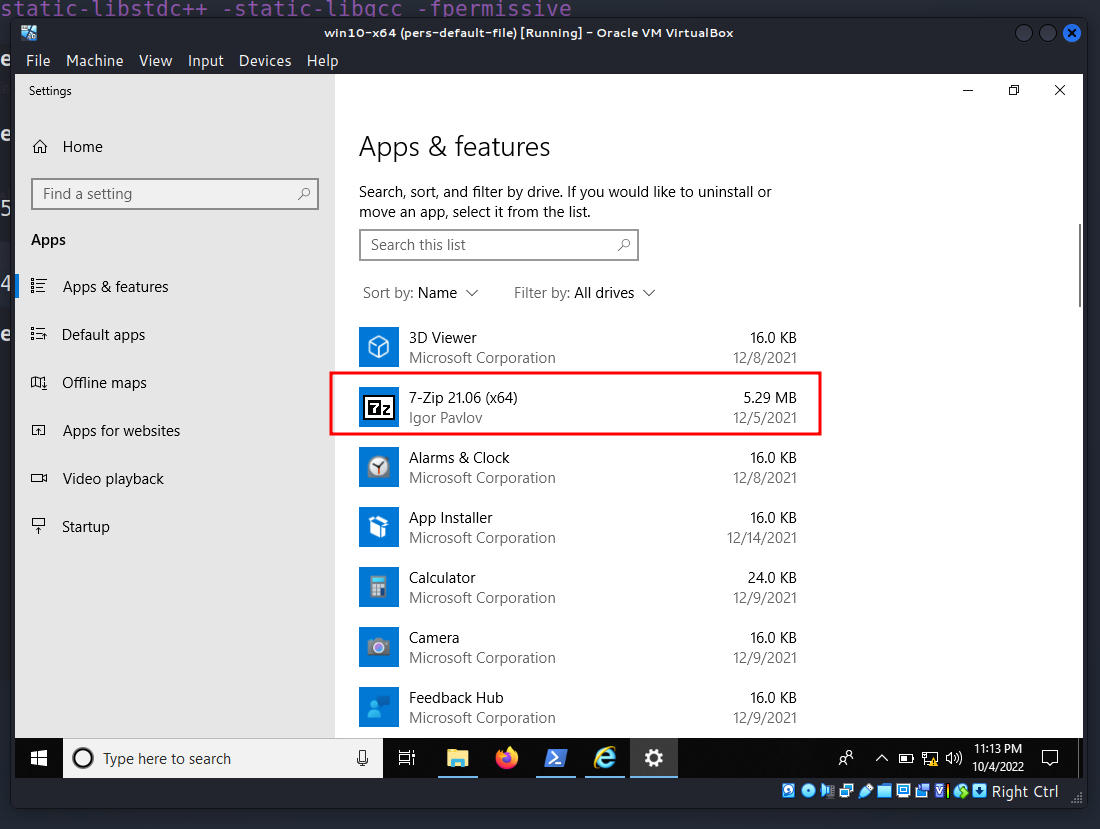 static-libstdc++ -static-libgcc -fpermissive
win10-x64 (pers-default-file) [Running] - Oracle VM VirtualBox
File Machine View Input Devices Help
Settings
Home
Find a setting
Apps
Apps & features
Default apps
Offline maps
Apps for websites
Video playback
Startup
Apps & features
Search, sort, and filter by drive. If you would like to uninstall or
move an app, select it from the list.
Search this list
Sort by: Name Filter by: All drives
3D Viewer 16.0 KB
Microsoft Corporation 12/8/2021
7z
7-Zip 21.06 (x64) 5.29 MB
Igor Pavlov 12/5/2021
Alarms & Clock 16.0 KB
Microsoft Corporation 12/8/2021
App Installer 16.0 KB
Microsoft Corporation 12/14/2021
Calculator 24.0 KB
Microsoft Corporation 12/9/2021
Camera 16.0 KB
Microsoft Corporation 12/9/2021
Feedback Hub 16.0 KB
Microsoft Corporation 12/9/2021
Type here to search
11:13 PM
10/4/2022
Right Ctrl